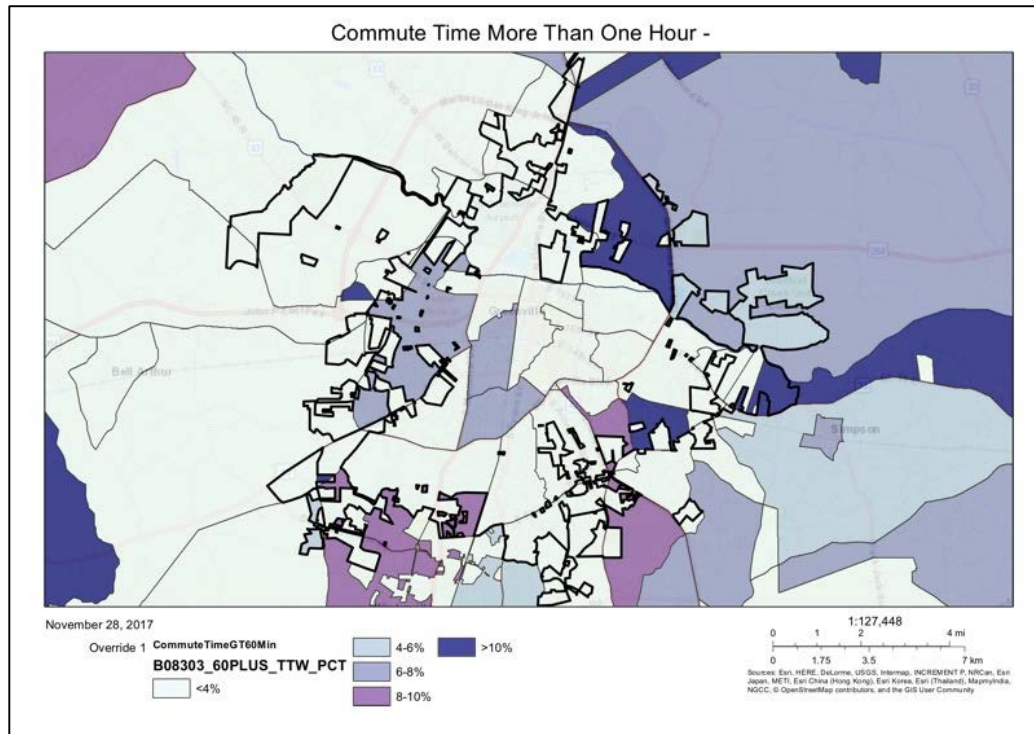 Commute Time More Than One Hour -
33
264
Bell Arthur
Simpson
November 28, 2017
Override 1 CommuteTimeGT60Min
B08303_60PLUS_TTW_PCT
<4%
4-6%
6-8%
8-10%
>10%
1:127,448
0 1 2 4 mi
0 1.75 3.5 7 km
Sources: Esri, HERE, DeLorme, USGS, Intermap, INCREMENT P, NRCan, Esri
Japan, METI, Esri China (Hong Kong), Esri Korea, Esri (Thailand), MapmyIndia,
NGCC, © OpenStreetMap contributors, and the GIS User Community